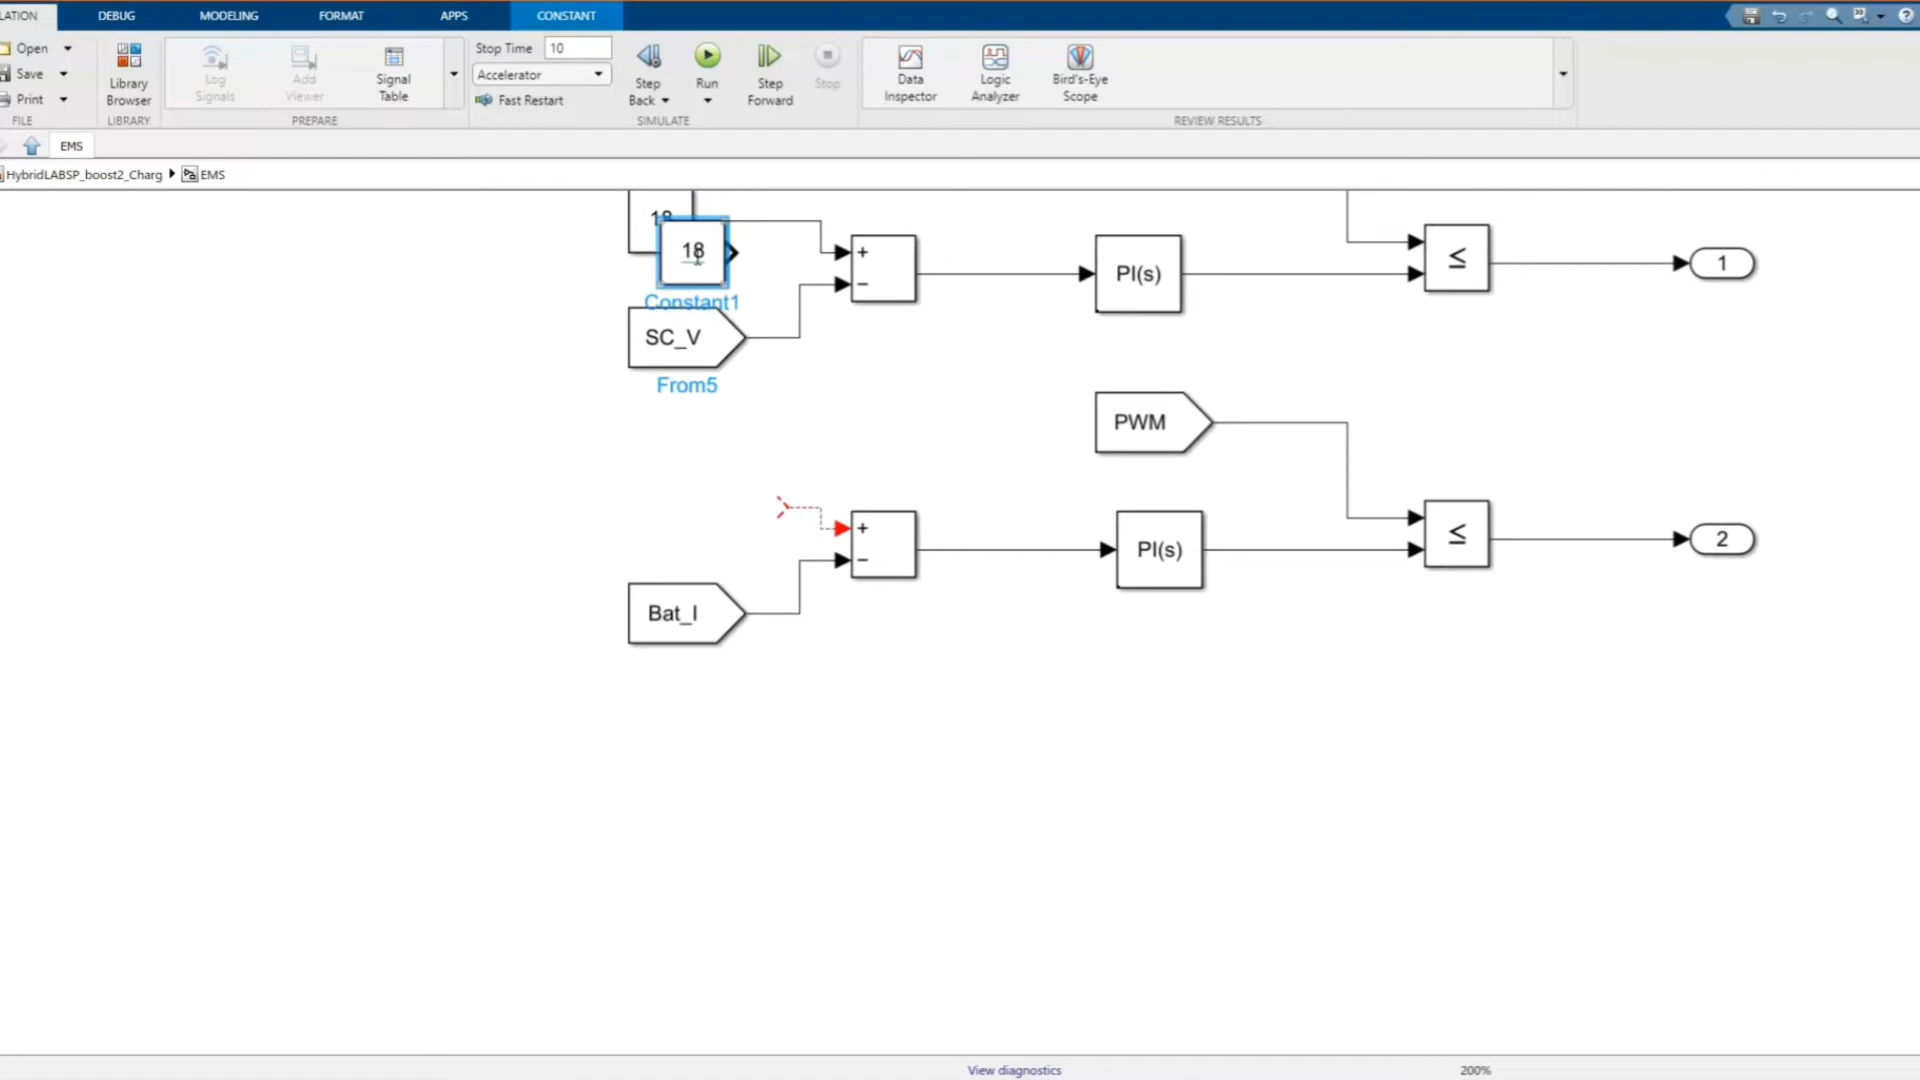 LATION DEBUG MODELING FORMAT APPS CONSTANT
Open
Save
Print
FILE
Library
Browser
LIBRARY
Log
Signals
Add
Viewer
Signal
Table
PREPARE
Stop Time 10
Accelerator
Fast Restart
Step
Back
Run
Step
Forward
Stop
SIMULATE
Data
Inspector
Logic
Analyzer
Bird's-Eye
Scope
REVIEW RESULTS
EMS
HybridLABSP_boost2_Charg EMS
18
18
Constant1
+
−
PI(s)
≤
1
SC_V
From5
PWM
+
−
PI(s)
≤
2
Bat_I
View diagnostics
200%